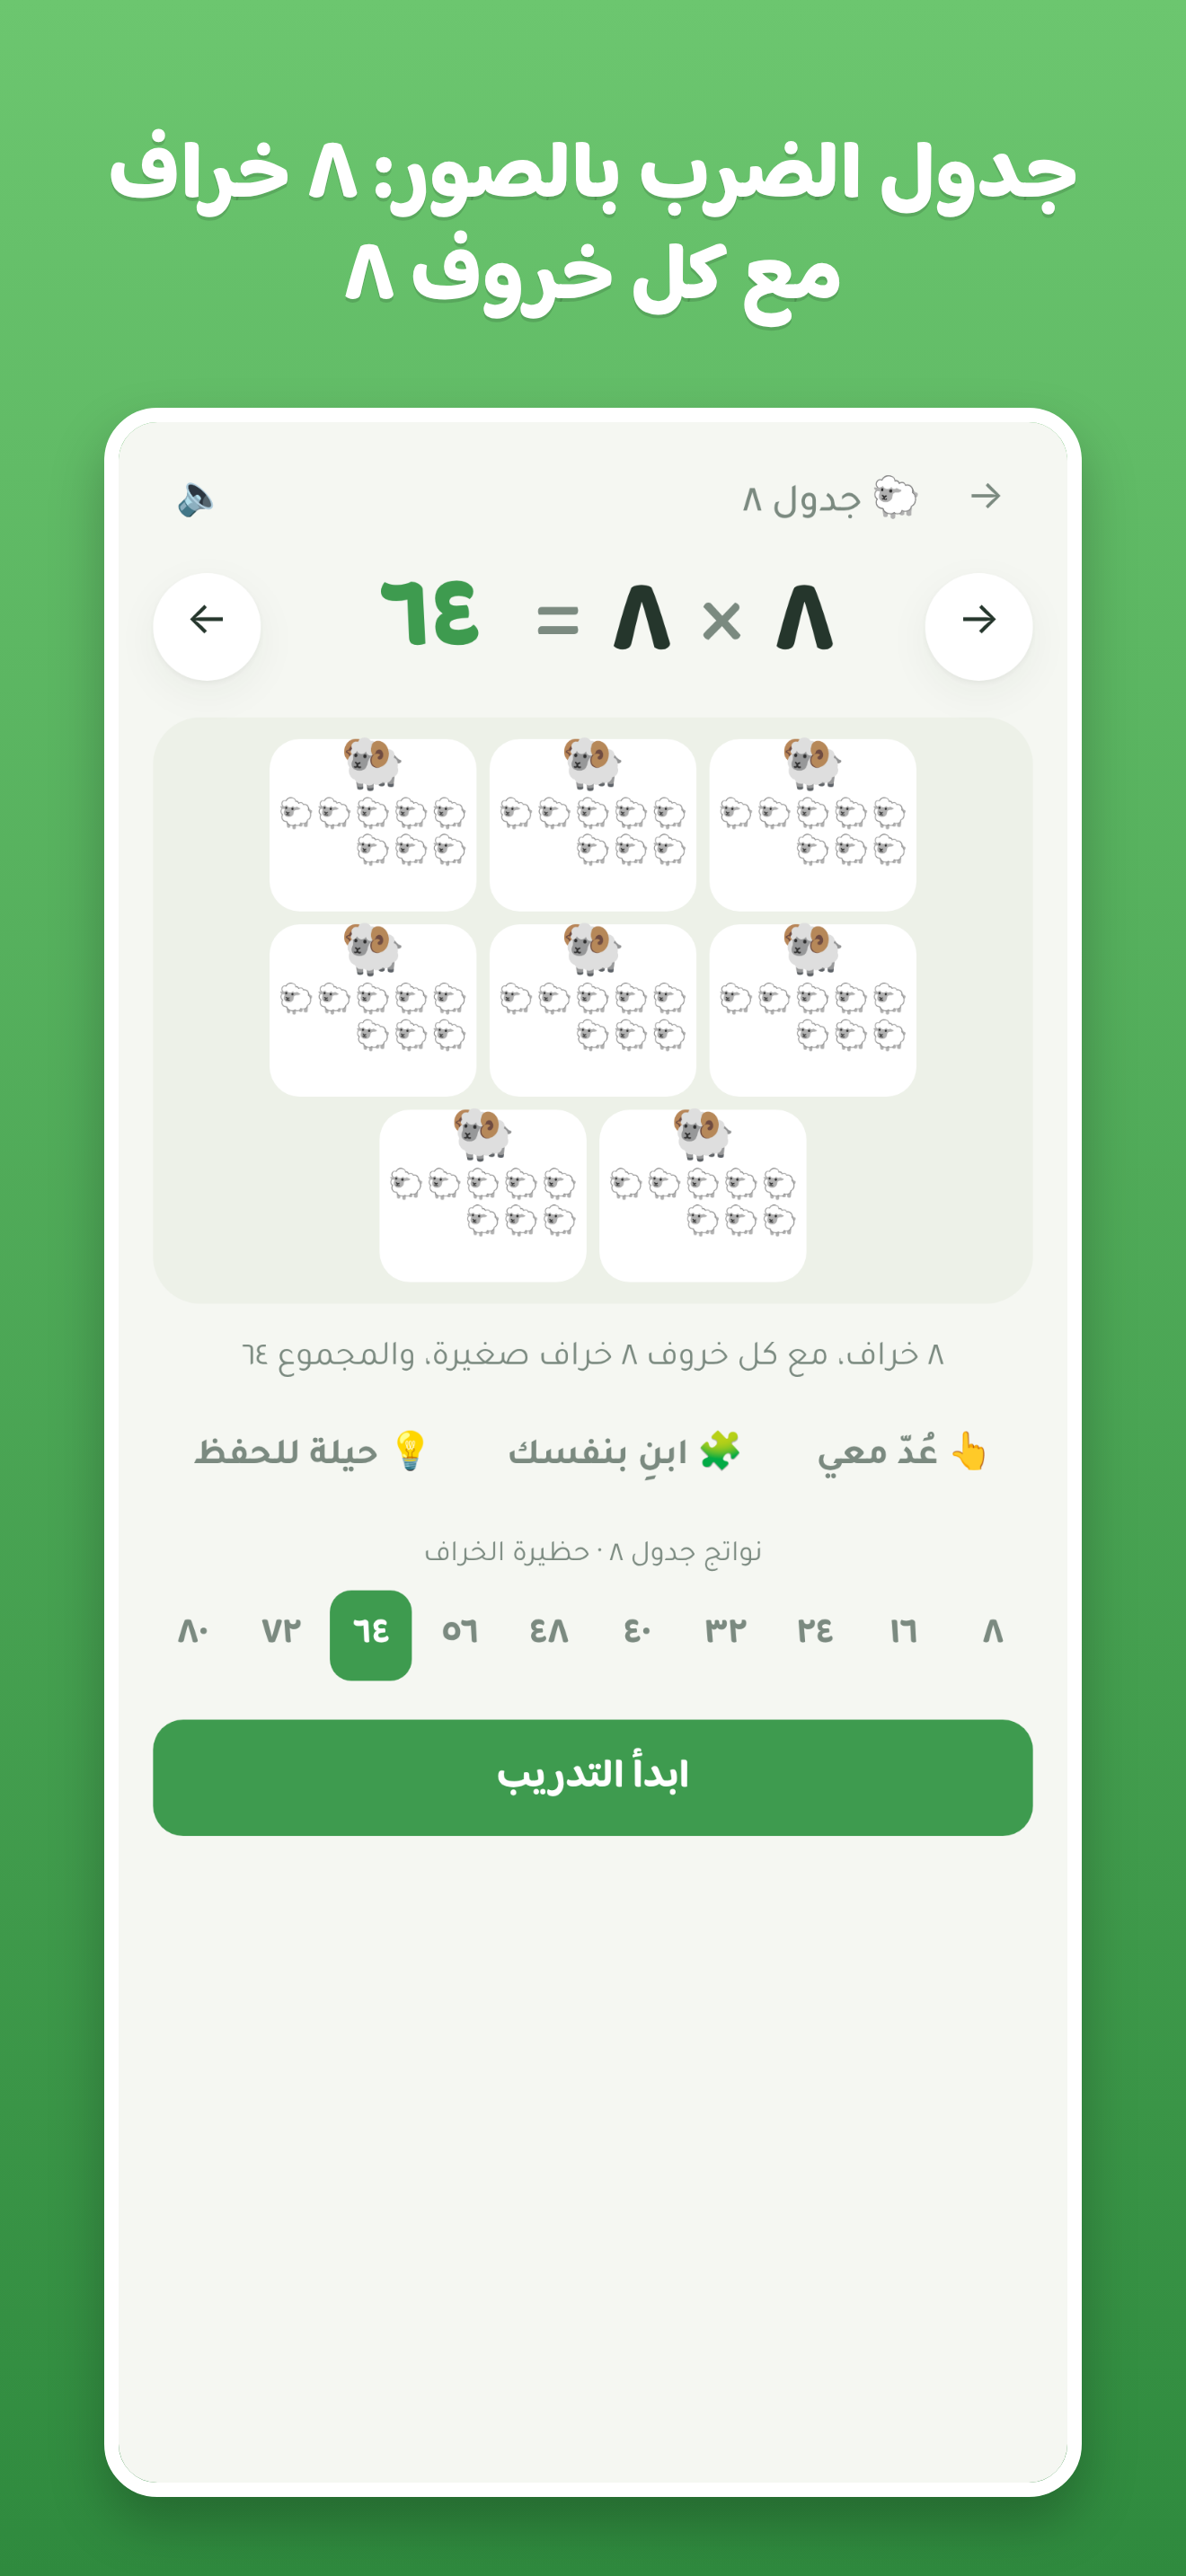 جدول الضرب بالصور: ٨ خراف
مع كل خروف ٨
جدول ٨
٨ × ٨ = ٦٤
٨ خراف، مع كل خروف ٨ خراف صغيرة، والمجموع ٦٤
عُدّ معي
ابنِ بنفسك
حيلة للحفظ
نواتج جدول ٨ · حظيرة الخراف
٨ ١٦ ٢٤ ٣٢ ٤٠ ٤٨ ٥٦ ٦٤ ٧٢ ٨٠
ابدأ التدريب